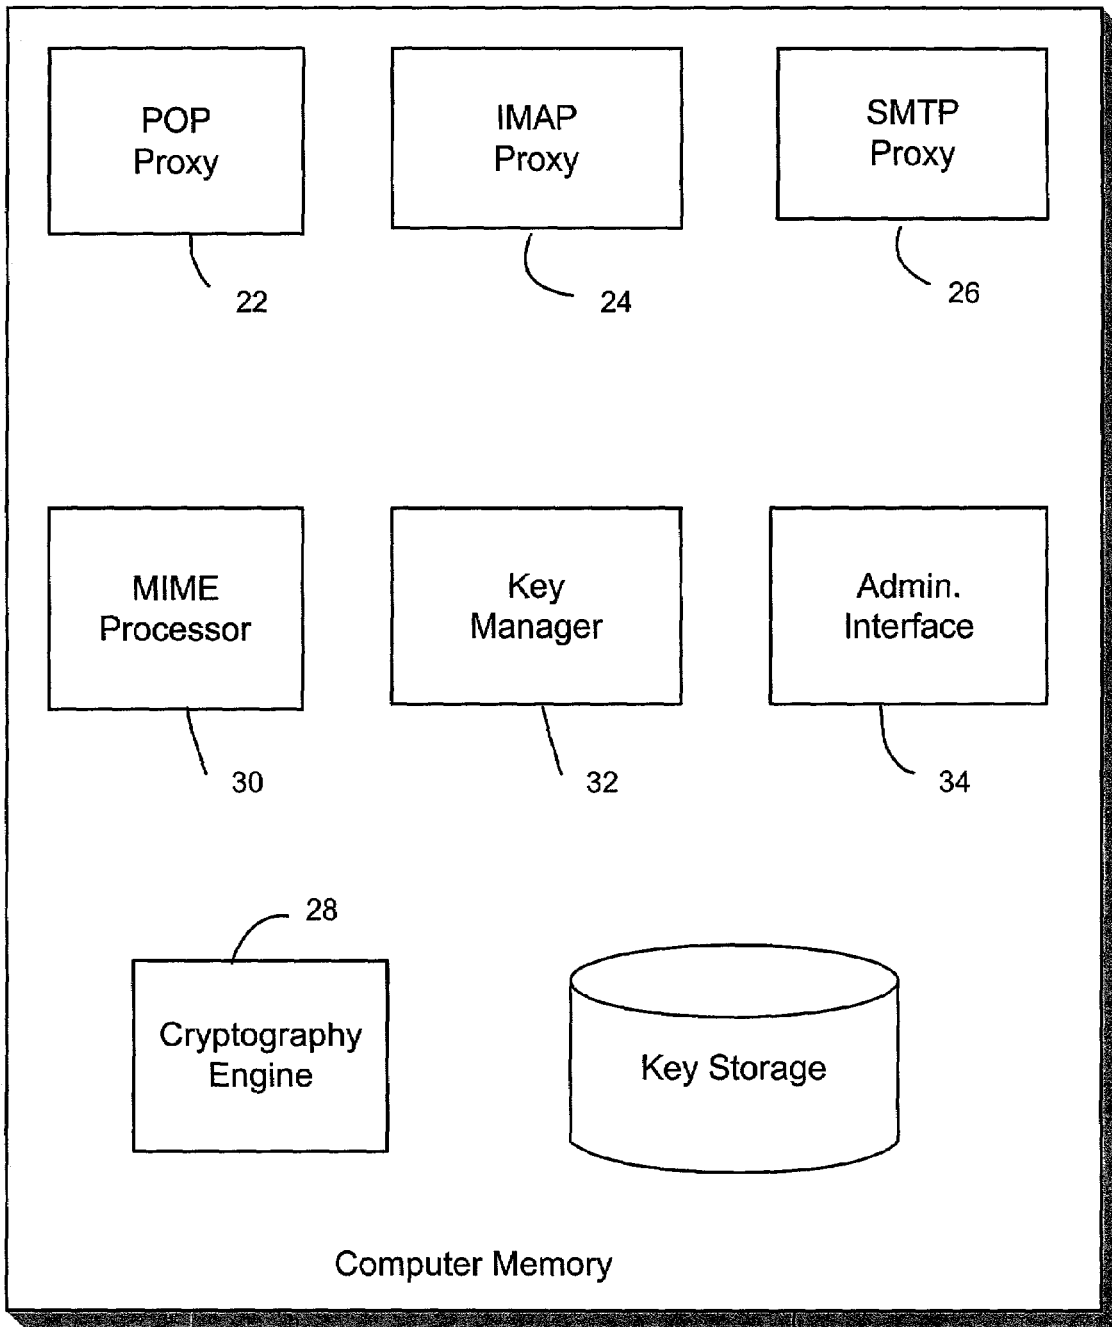 POP
Proxy
IMAP
Proxy
SMTP
Proxy
22
24
26
MIME
Processor
Key
Manager
Admin.
Interface
30
32
34
28
Cryptography
Engine
Key Storage
Computer Memory